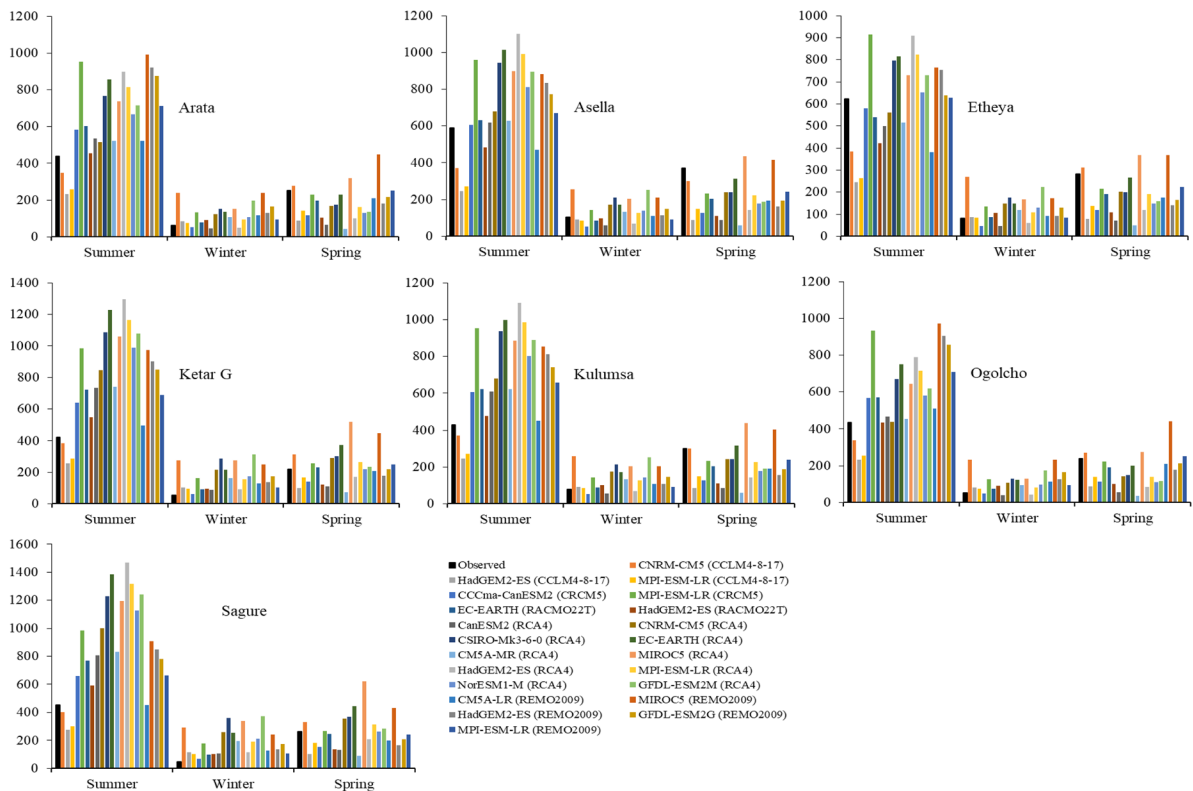 1200
1000
800
600
400
200
0
Arata
Summer Winter Spring
1200
1000
800
600
400
200
0
Asella
Summer Winter Spring
1000
900
800
700
600
500
400
300
200
100
0
Etheya
Summer Winter Spring
1400
1200
1000
800
600
400
200
0
Ketar G
Summer Winter Spring
1200
1000
800
600
400
200
0
Kulumsa
Summer Winter Spring
1200
1000
800
600
400
200
0
Ogolcho
Summer Winter Spring
1600
1400
1200
1000
800
600
400
200
0
Sagure
Summer Winter Spring
Observed CNRM-CM5 (CCLM4-8-17)
HadGEM2-ES (CCLM4-8-17) MPI-ESM-LR (CCLM4-8-17)
CCCma-CanESM2 (CRCM5) MPI-ESM-LR (CRCM5)
EC-EARTH (RACMO22T) HadGEM2-ES (RACMO22T)
CanESM2 (RCA4) CNRM-CM5 (RCA4)
CSIRO-Mk3-6-0 (RCA4) EC-EARTH (RCA4)
CM5A-MR (RCA4) MIROC5 (RCA4)
HadGEM2-ES (RCA4) MPI-ESM-LR (RCA4)
NorESM1-M (RCA4) GFDL-ESM2M (RCA4)
CM5A-LR (REMO2009) MIROC5 (REMO2009)
HadGEM2-ES (REMO2009) GFDL-ESM2G (REMO2009)
MPI-ESM-LR (REMO2009)